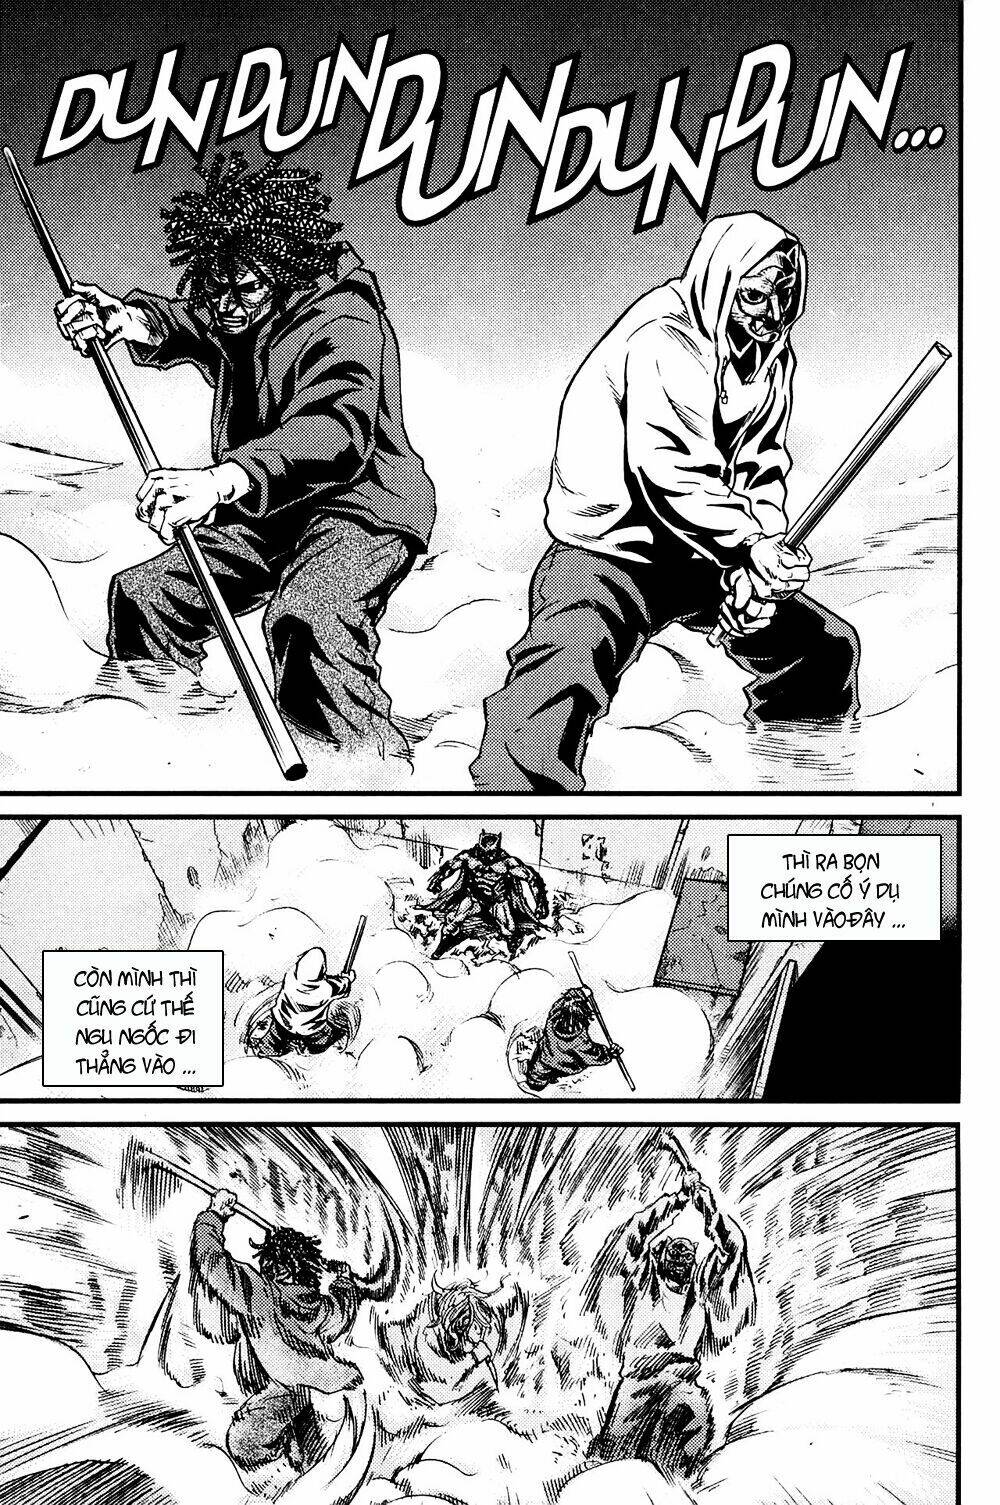 DUN DUN DUN DUN DUN...
THÌ RA BỌN
CHÚNG CỐ Ý DỤ
MÌNH VÀO ĐÂY ...
CÒN MÌNH THÌ
CŨNG CỨ THẾ
NGU NGỐC ĐI
THẲNG VÀO ...